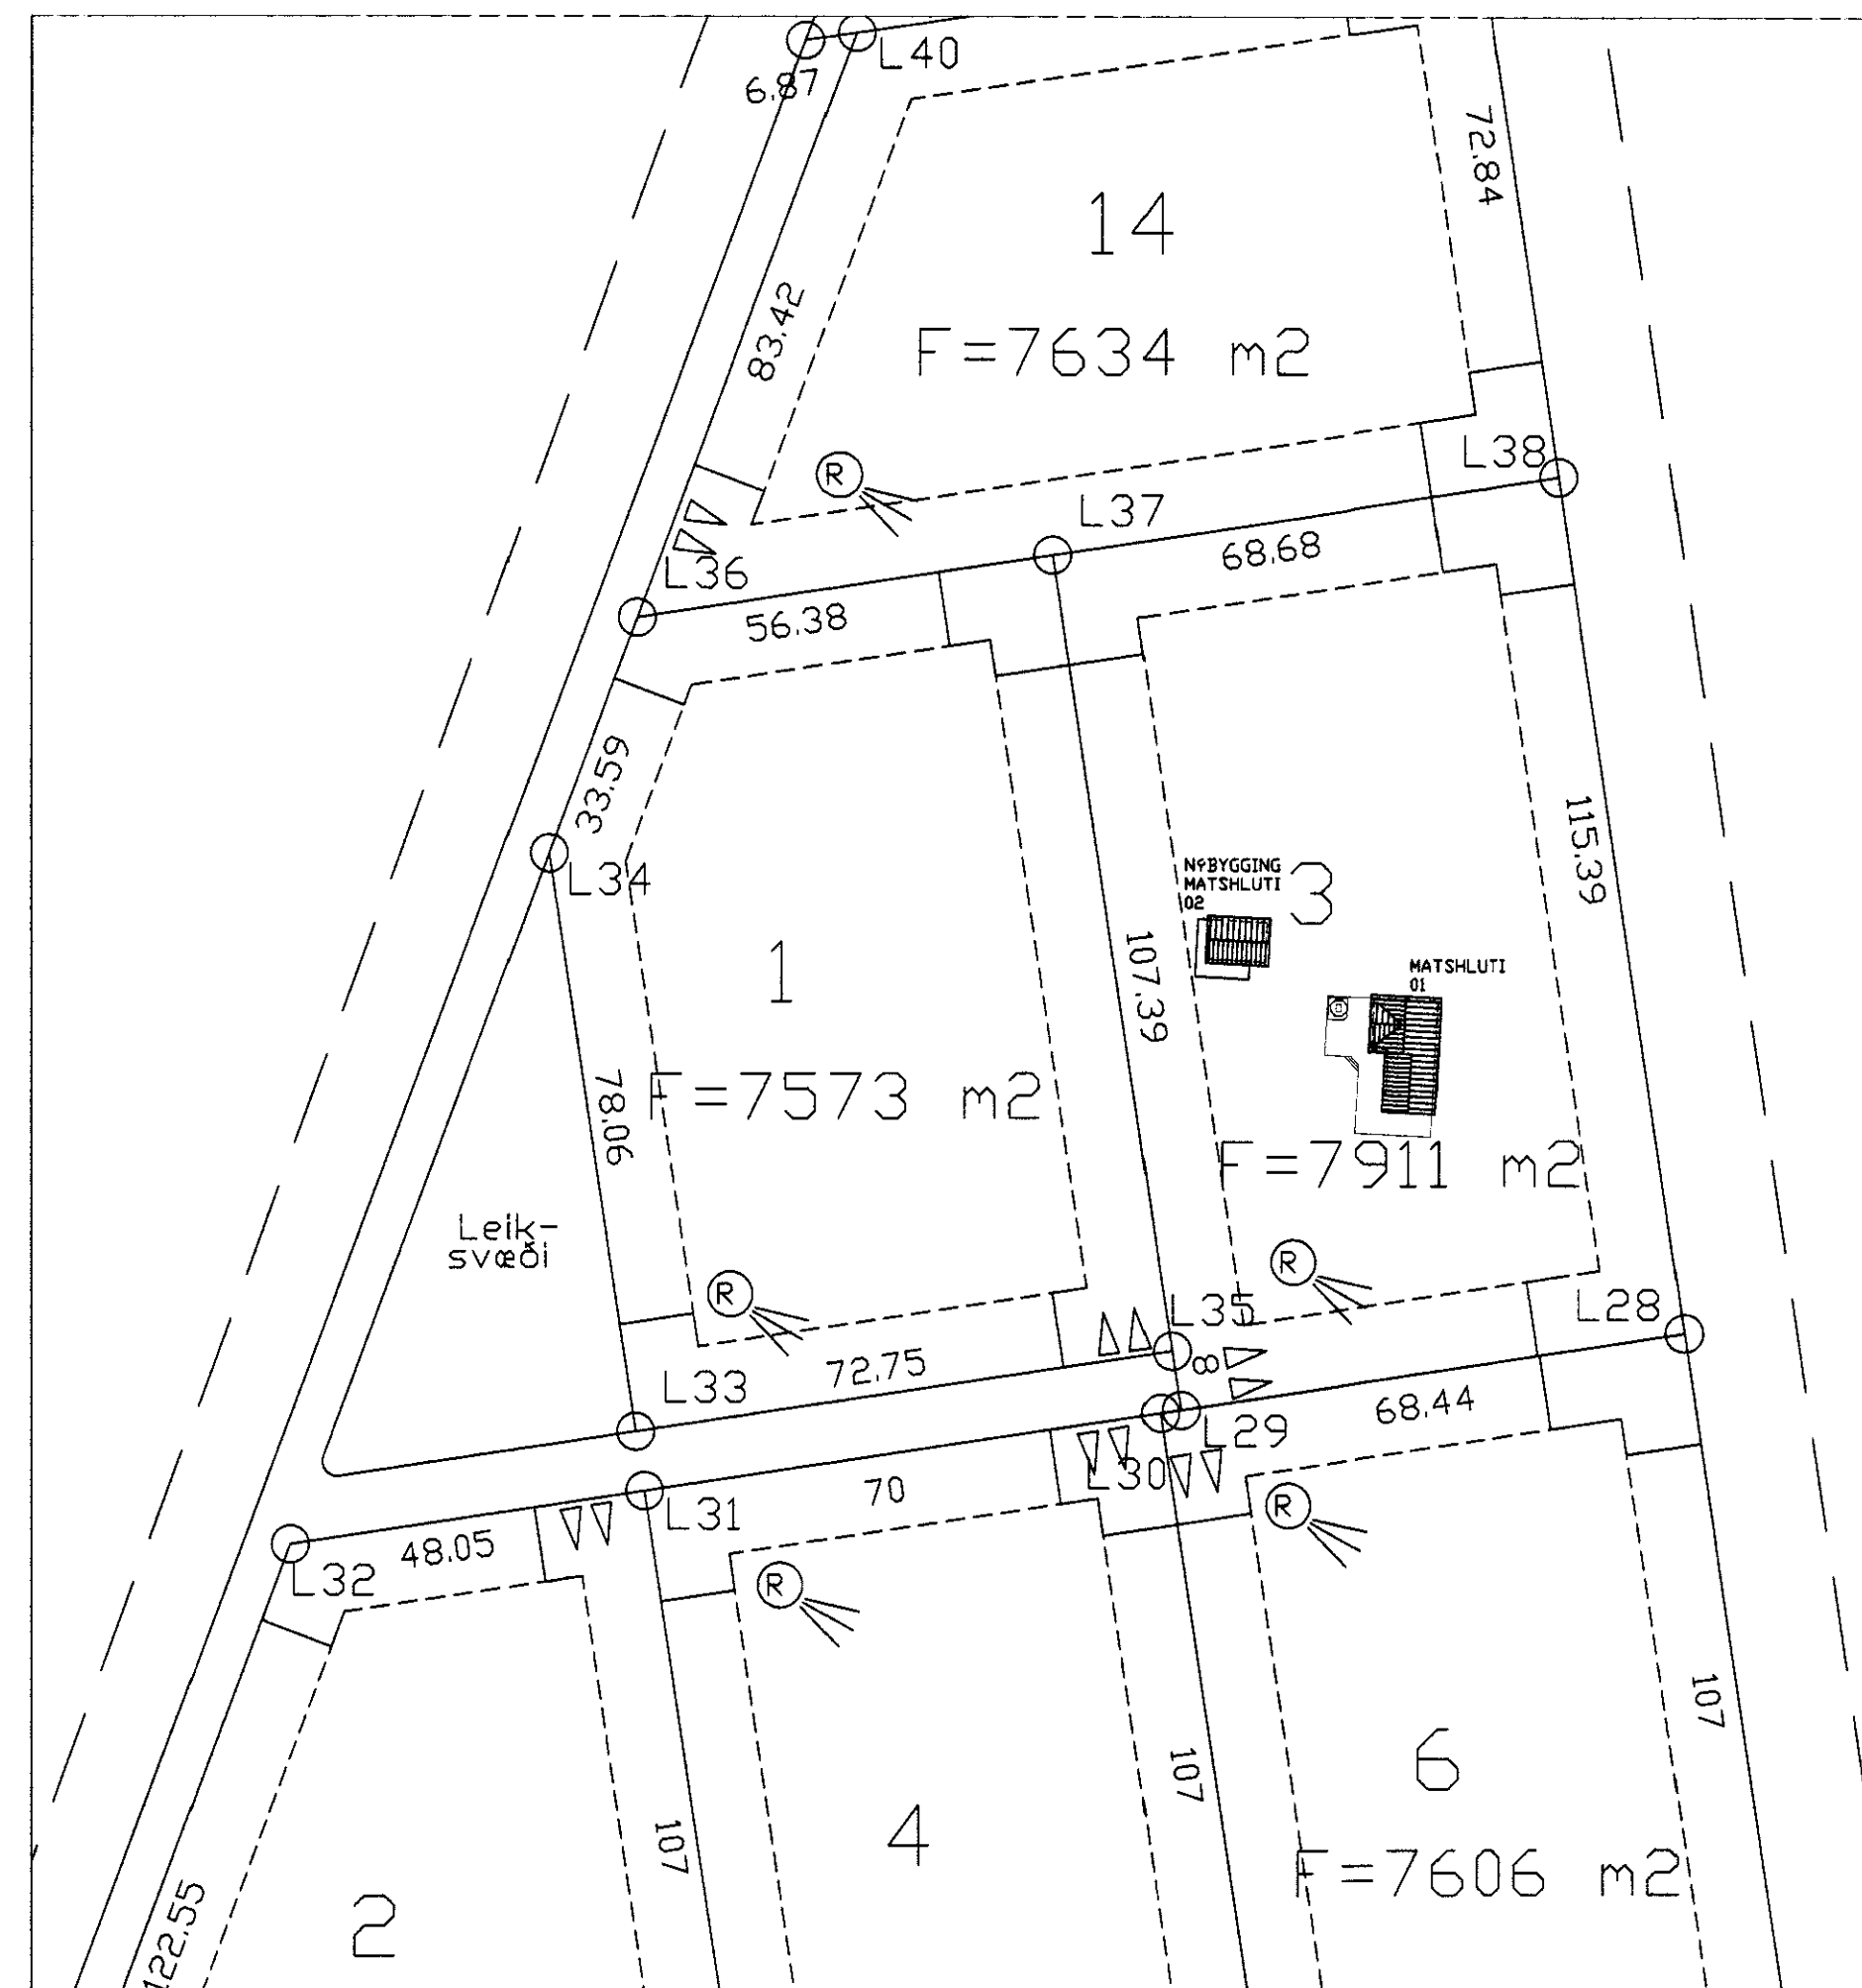 L40
6.87
72.84
14
83.42
F=7634 m2
L38
R
L37
68.68
L36
56.38
33.59
115.39
L34
NÝBYGGING
MATSHLUTI
02
3
1
107.39
MATSHLUTI
01
78.06
F=7573 m2
F=7911 m2
Leik-
svæði
R
R
L35
L28
8
72.75
L33
68.44
L29
L30
70
L31
R
48.05
L32
R
107
107
107
6
4
F=7606 m2
2
122.55